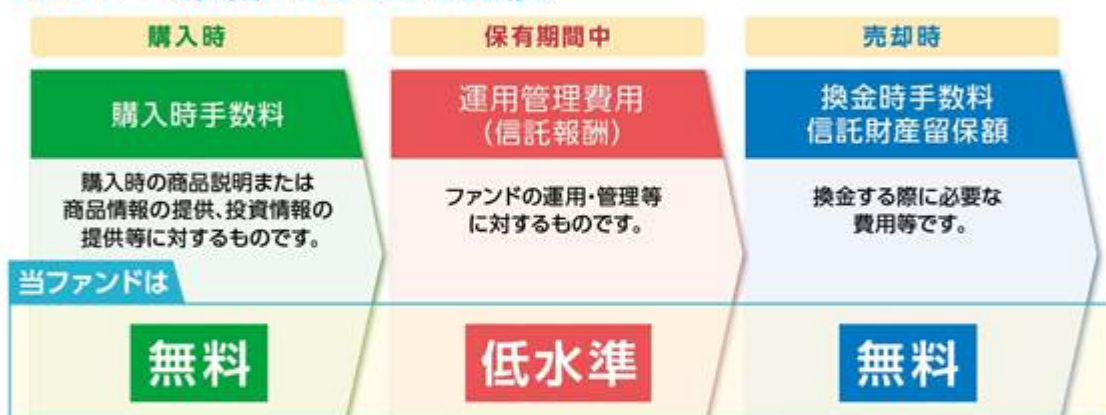 購入時
保有期間中
売却時
購入時手数料
運用管理費用
(信託報酬)
換金時手数料
信託財産留保額
購入時の商品説明または
商品情報の提供、投資情報の
提供等に対するものです。
ファンドの運用・管理等
に対するものです。
換金する際に必要な
費用等です。
当ファンドは
無料
低水準
無料